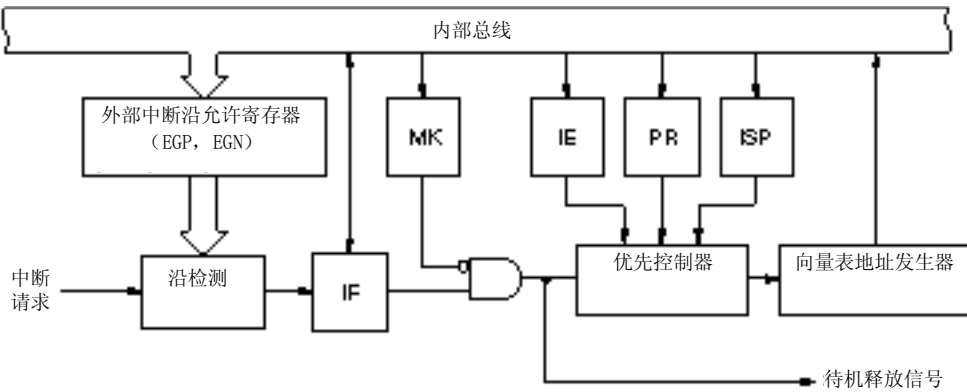 内部总线
外部中断沿允许寄存器
（EGP，EGN）
MK
IE
PR
ISP
中断
请求
沿检测
IF
优先控制器
向量表地址发生器
待机释放信号